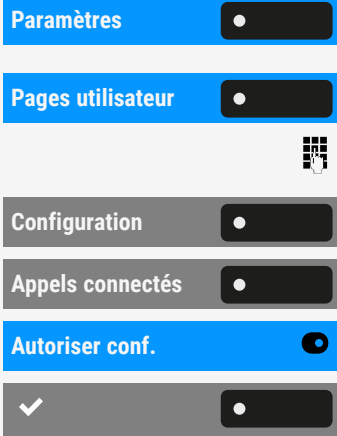 Paramètres
Pages utilisateur
Configuration
Appels connectés
Autoriser conf.